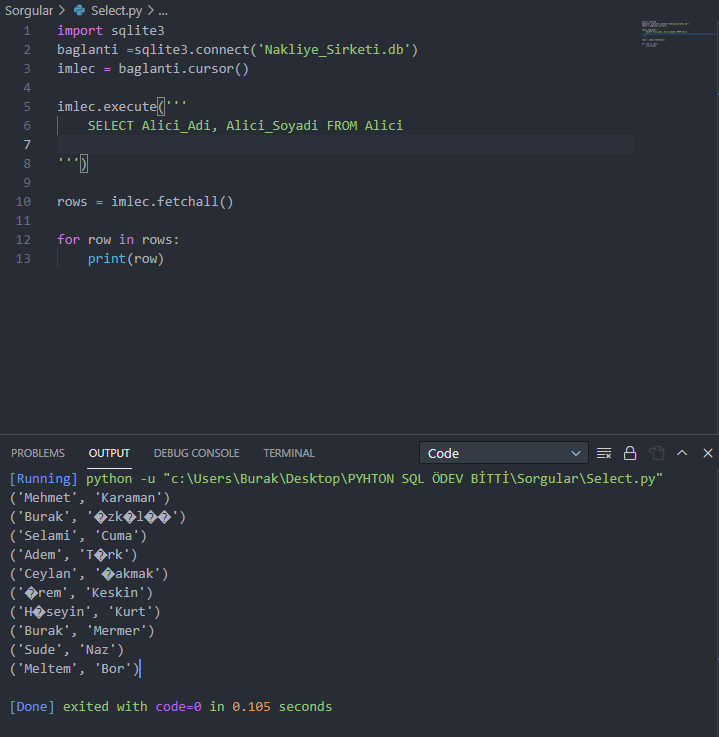 Sorgular > Select.py > ...
1 import sqlite3
2 baglanti =sqlite3.connect('Nakliye_Sirketi.db')
3 imlec = baglanti.cursor()
4
5 imlec.execute('''
6     SELECT Alici_Adi, Alici_Soyadi FROM Alici
7
8 ''')
9
10 rows = imlec.fetchall()
11
12 for row in rows:
13     print(row)
PROBLEMS OUTPUT DEBUG CONSOLE TERMINAL Code
[Running] python -u "c:\Users\Burak\Desktop\PYHTON SQL ÖDEV BİTTİ\Sorgular\Select.py"
('Mehmet', 'Karaman')
('Burak', '�zk�l��')
('Selami', 'Cuma')
('Adem', 'T�rk')
('Ceylan', '�akmak')
('�rem', 'Keskin')
('H�seyin', 'Kurt')
('Burak', 'Mermer')
('Sude', 'Naz')
('Meltem', 'Bor')
[Done] exited with code=0 in 0.105 seconds